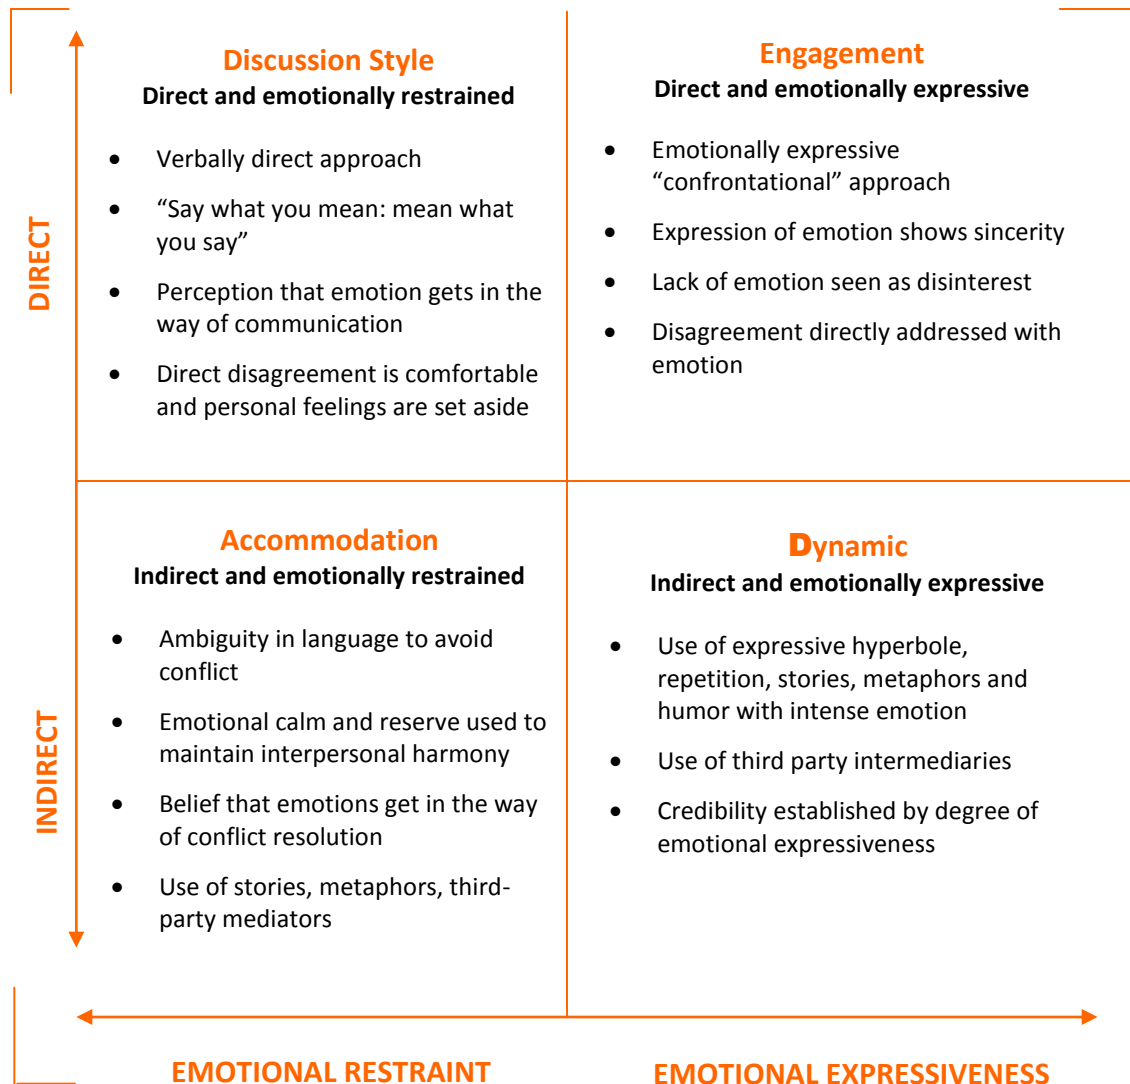 Discussion Style
Direct and emotionally restrained
• Verbally direct approach
• “Say what you mean: mean what
you say”
• Perception that emotion gets in the
way of communication
• Direct disagreement is comfortable
and personal feelings are set aside
Engagement
Direct and emotionally expressive
• Emotionally expressive
“confrontational” approach
• Expression of emotion shows sincerity
• Lack of emotion seen as disinterest
• Disagreement directly addressed with
emotion
DIRECT
Accommodation
Indirect and emotionally restrained
• Ambiguity in language to avoid
conflict
• Emotional calm and reserve used to
maintain interpersonal harmony
• Belief that emotions get in the way
of conflict resolution
• Use of stories, metaphors, third-
party mediators
Dynamic
Indirect and emotionally expressive
• Use of expressive hyperbole,
repetition, stories, metaphors and
humor with intense emotion
• Use of third party intermediaries
• Credibility established by degree of
emotional expressiveness
INDIRECT
EMOTIONAL RESTRAINT
EMOTIONAL EXPRESSIVENESS